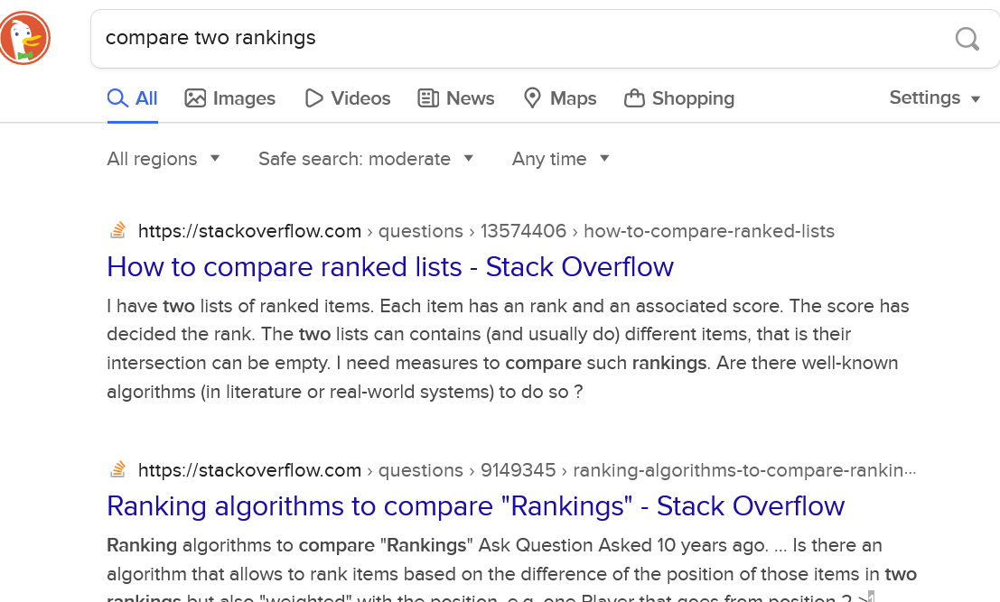 compare two rankings
All Images Videos News Maps Shopping Settings
All regions Safe search: moderate Any time
https://stackoverflow.com › questions › 13574406 › how-to-compare-ranked-lists
How to compare ranked lists - Stack Overflow
I have two lists of ranked items. Each item has an rank and an associated score. The score has
decided the rank. The two lists can contains (and usually do) different items, that is their
intersection can be empty. I need measures to compare such rankings. Are there well-known
algorithms (in literature or real-world systems) to do so ?
https://stackoverflow.com › questions › 9149345 › ranking-algorithms-to-compare-rankin...
Ranking algorithms to compare "Rankings" - Stack Overflow
Ranking algorithms to compare "Rankings" Ask Question Asked 10 years ago. ... Is there an
algorithm that allows to rank items based on the difference of the position of those items in two
rankings but also "weighted" with the position, e.g. one Player that goes from position 2